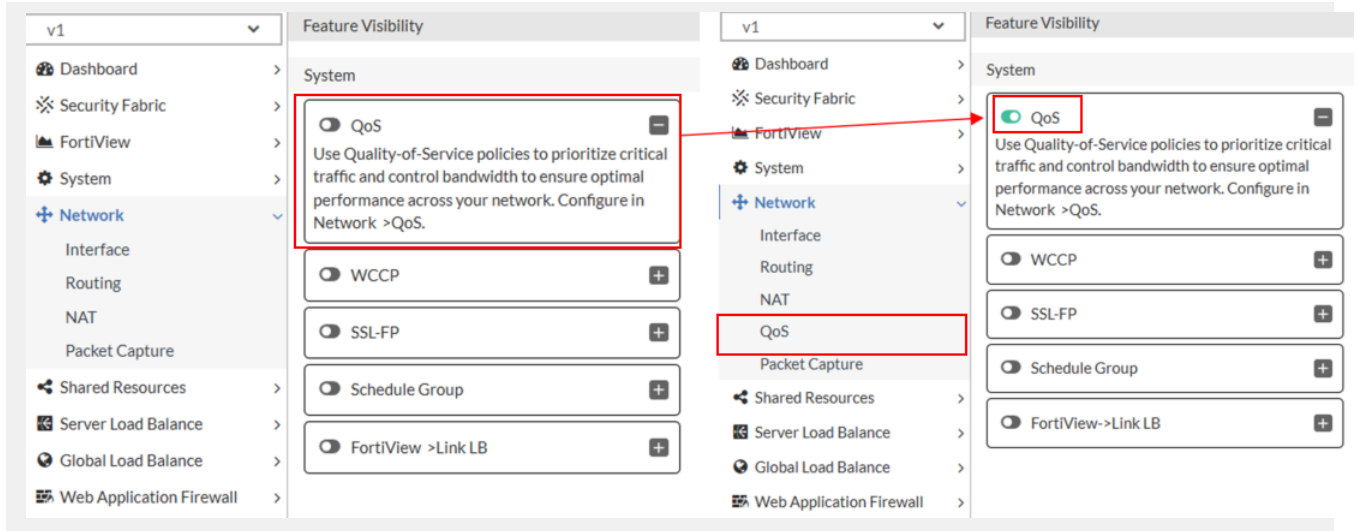 v1
Dashboard
Security Fabric
FortiView
System
Network
Interface
Routing
NAT
Packet Capture
Shared Resources
Server Load Balance
Global Load Balance
Web Application Firewall
Feature Visibility
System
QoS
Use Quality-of-Service policies to prioritize critical
traffic and control bandwidth to ensure optimal
performance across your network. Configure in
Network >QoS.
WCCP
SSL-FP
Schedule Group
FortiView >Link LB
v1
Dashboard
Security Fabric
FortiView
System
Network
Interface
Routing
NAT
QoS
Packet Capture
Shared Resources
Server Load Balance
Global Load Balance
Web Application Firewall
Feature Visibility
System
QoS
Use Quality-of-Service policies to prioritize critical
traffic and control bandwidth to ensure optimal
performance across your network. Configure in
Network >QoS.
WCCP
SSL-FP
Schedule Group
FortiView->Link LB